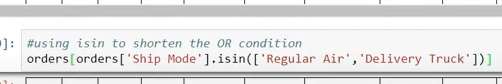 ]:
#using isin to shorten the OR condition
orders[orders['Ship Mode'].isin(['Regular Air','Delivery Truck'])]